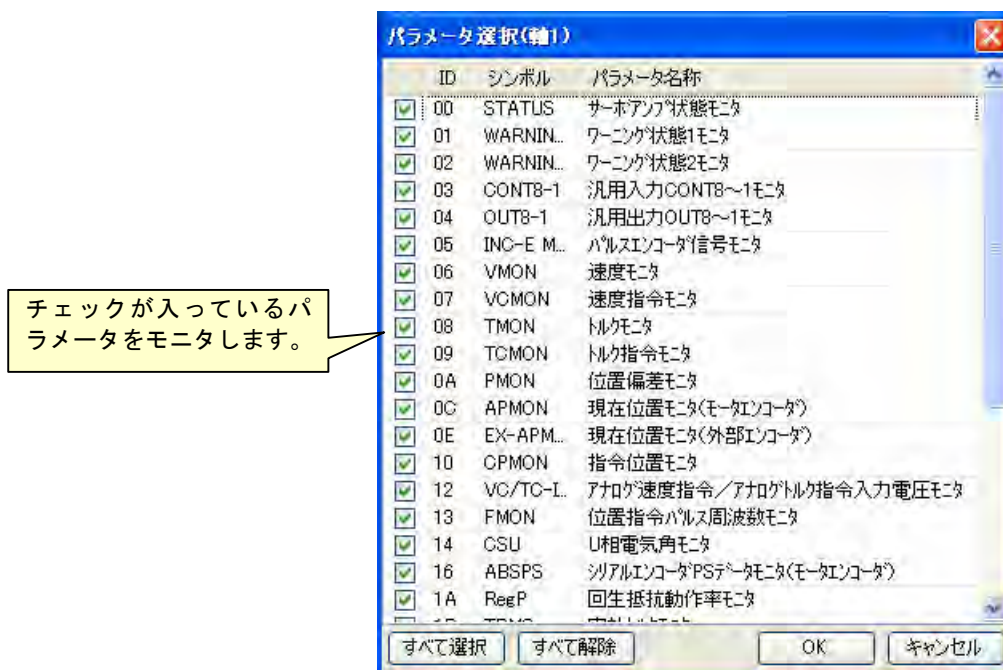 パラメータ選択(軸1)
ID シンボル パラメータ名称
00 STATUS サーボアンプ状態モニタ
01 WARNIN... ワーニング状態1モニタ
02 WARNIN... ワーニング状態2モニタ
03 CONT8-1 汎用入力CONT8～1モニタ
04 OUT8-1 汎用出力OUT8～1モニタ
05 INC-E M... パルスエンコーダ信号モニタ
06 VMON 速度モニタ
07 VCMON 速度指令モニタ
チェックが入っているパ
ラメータをモニタします。
08 TMON トルクモニタ
09 TCMON トルク指令モニタ
0A PMON 位置偏差モニタ
0C APMON 現在位置モニタ(モータエンコーダ)
0E EX-APM... 現在位置モニタ(外部エンコーダ)
10 CPMON 指令位置モニタ
12 VC/TC-I... アナログ速度指令／アナログトルク指令入力電圧モニタ
13 FMON 位置指令パルス周波数モニタ
14 CSU U相電気角モニタ
16 ABSPS シリアルエンコーダPSデータモニタ(モータエンコーダ)
1A RegP 回生抵抗動作率モニタ
すべて選択 すべて解除 OK キャンセル